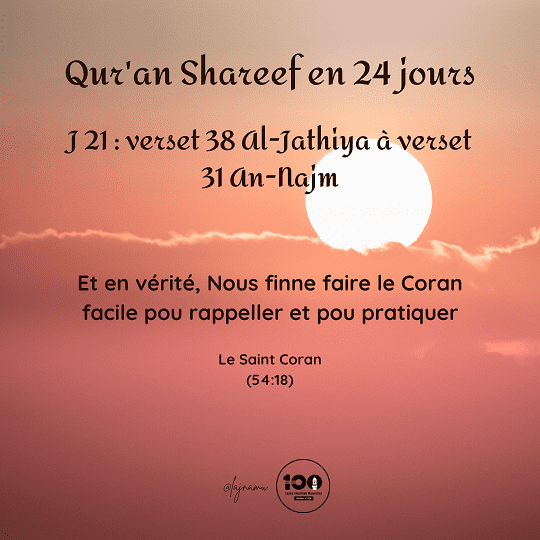 Qur'an Shareef en 24 jours
J 21 : verset 38 Al-Jathiya à verset
31 An-Najm
Et en vérité, Nous finne faire le Coran
facile pou rappeller et pou pratiquer
Le Saint Coran
(54:18)
@lajnamu
100